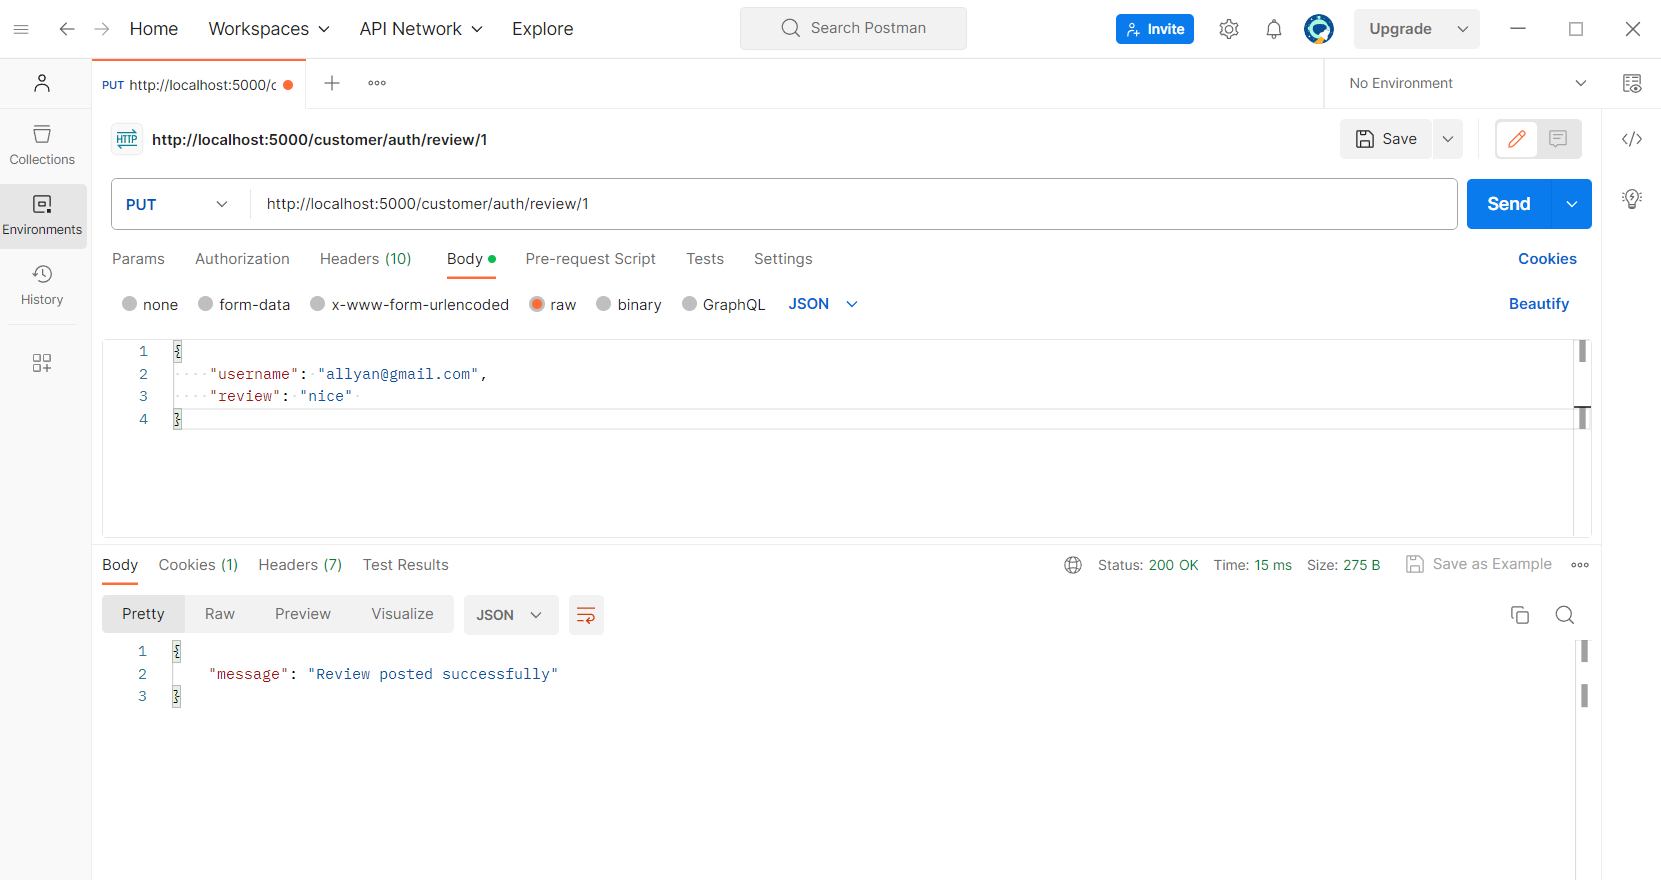 Home Workspaces API Network Explore Search Postman Invite Upgrade
PUT http://localhost:5000/c No Environment
HTTP http://localhost:5000/customer/auth/review/1 Save
Collections
Environments
History
PUT http://localhost:5000/customer/auth/review/1 Send
Params Authorization Headers (10) Body Pre-request Script Tests Settings Cookies
none form-data x-www-form-urlencoded raw binary GraphQL JSON Beautify
1 {
2 "username": "allyan@gmail.com",
3 "review": "nice"
4 }
Body Cookies (1) Headers (7) Test Results Status: 200 OK Time: 15 ms Size: 275 B Save as Example
Pretty Raw Preview Visualize JSON
1 {
2 "message": "Review posted successfully"
3 }